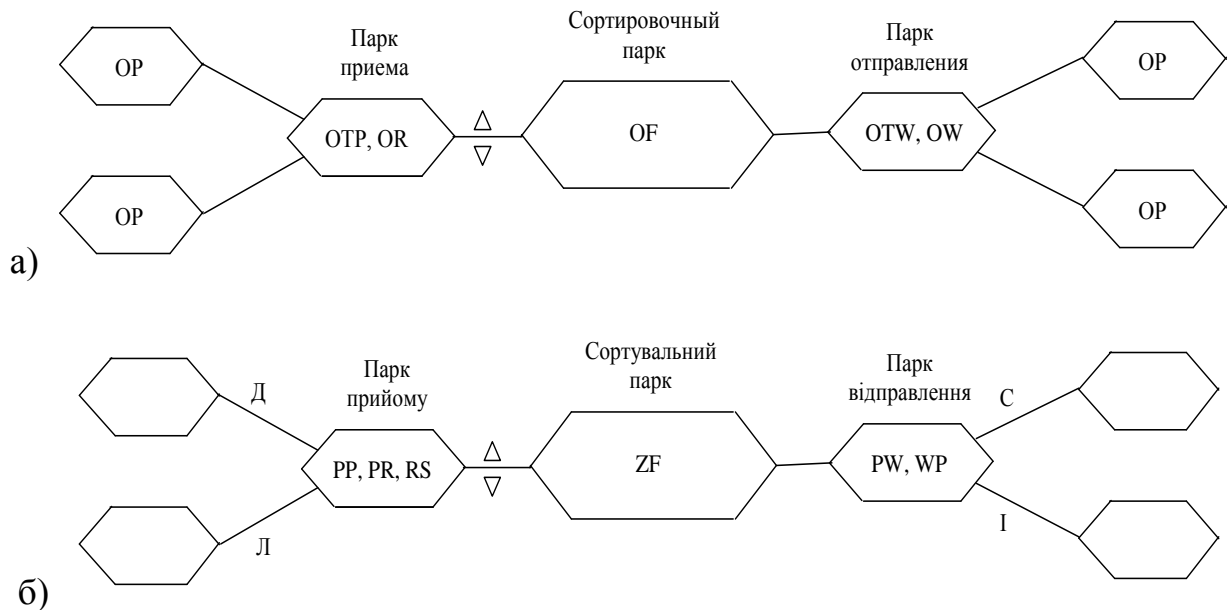 Парк
приема
Сортировочный
парк
Парк
отправления
OP
OP
OTP, OR
OF
OTW, OW
OP
OP
а)
Парк
прийому
Сортувальний
парк
Парк
відправлення
Д
С
PP, PR, RS
ZF
PW, WP
Л
І
б)